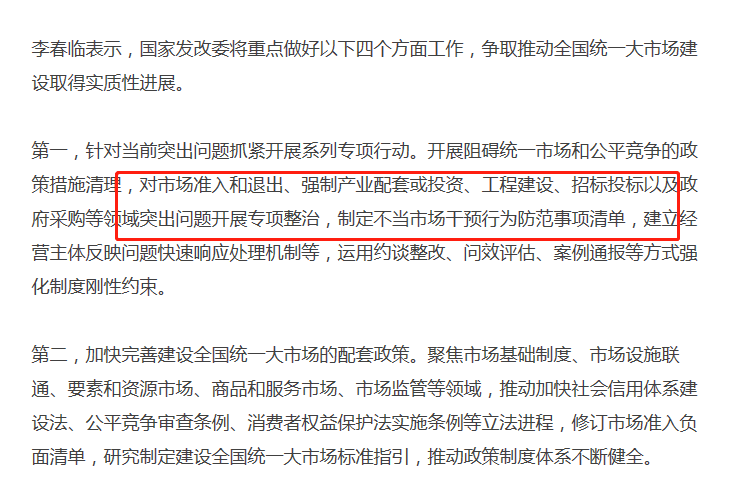 李春临表示，国家发改委将重点做好以下四个方面工作，争取推动全国统一大市场建
设取得实质性进展。
第一，针对当前突出问题抓紧开展系列专项行动。开展阻碍统一市场和公平竞争的政
策措施清理，对市场准入和退出、强制产业配套或投资、工程建设、招标投标以及政
府采购等领域突出问题开展专项整治，制定不当市场干预行为防范事项清单，建立经
营主体反映问题快速响应处理机制等，运用约谈整改、问效评估、案例通报等方式强
化制度刚性约束。
第二，加快完善建设全国统一大市场的配套政策。聚焦市场基础制度、市场设施联
通、要素和资源市场、商品和服务市场、市场监管等领域，推动加快社会信用体系建
设法、公平竞争审查条例、消费者权益保护法实施条例等立法进程，修订市场准入负
面清单，研究制定建设全国统一大市场标准指引，推动政策制度体系不断健全。